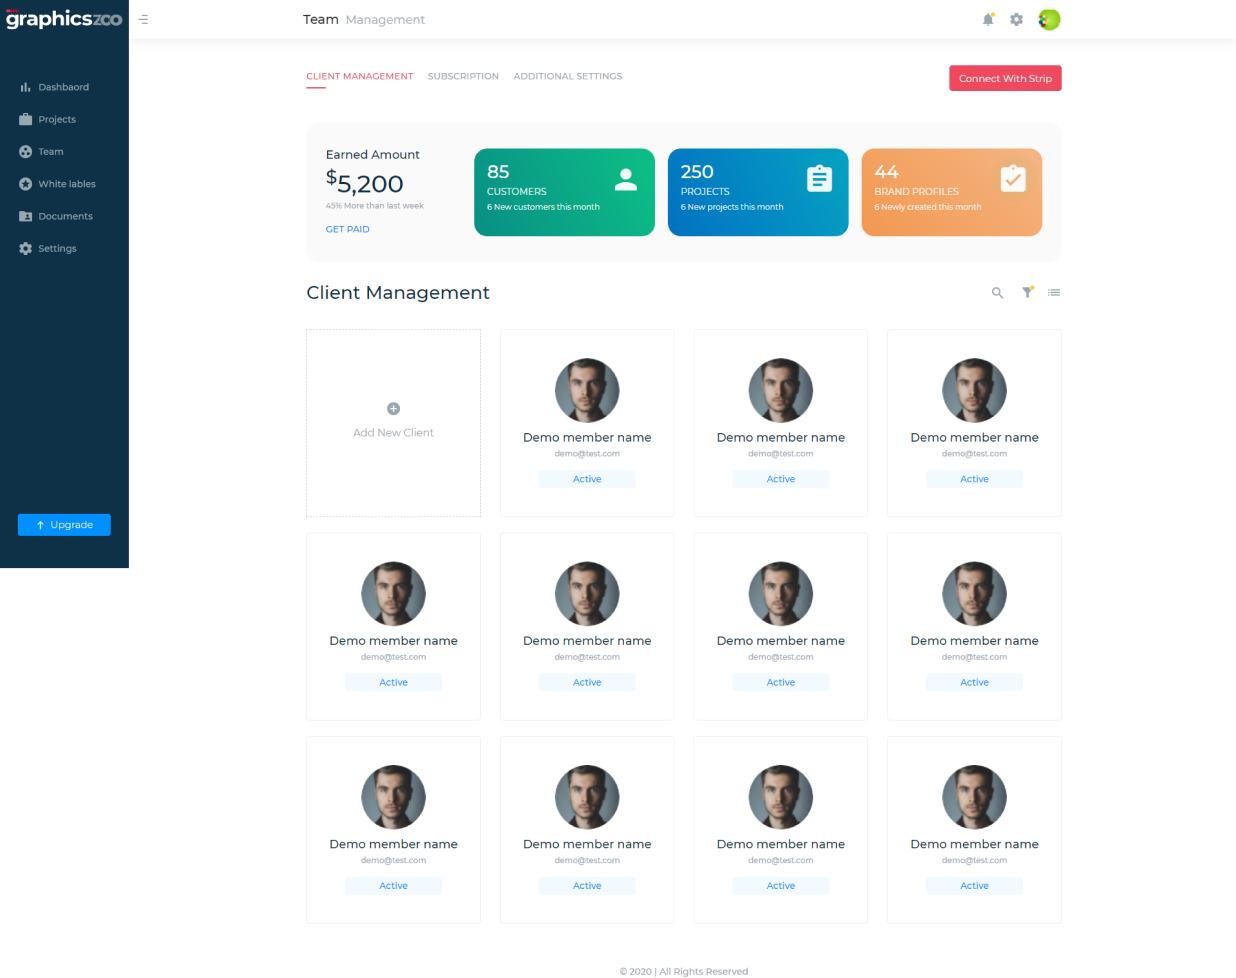 graphicszoo
Team Management
Dashbaord
Projects
Team
White lables
Documents
Settings
Upgrade
CLIENT MANAGEMENT SUBSCRIPTION ADDITIONAL SETTINGS
Connect With Strip
Earned Amount
$5,200
45% More than last week
GET PAID
85
CUSTOMERS
6 New customers this month
250
PROJECTS
6 New projects this month
44
BRAND PROFILES
6 Newly created this month
Client Management
Add New Client
Demo member name
demo@test.com
Active
Demo member name
demo@test.com
Active
Demo member name
demo@test.com
Active
Demo member name
demo@test.com
Active
Demo member name
demo@test.com
Active
Demo member name
demo@test.com
Active
Demo member name
demo@test.com
Active
Demo member name
demo@test.com
Active
Demo member name
demo@test.com
Active
Demo member name
demo@test.com
Active
Demo member name
demo@test.com
Active
© 2020 | All Rights Reserved